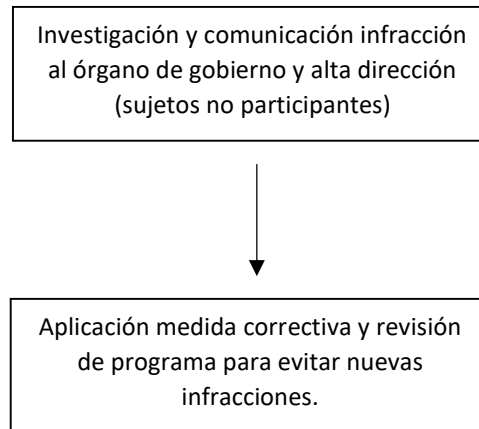 Investigación y comunicación infracción
al órgano de gobierno y alta dirección
(sujetos no participantes)
Aplicación medida correctiva y revisión
de programa para evitar nuevas
infracciones.